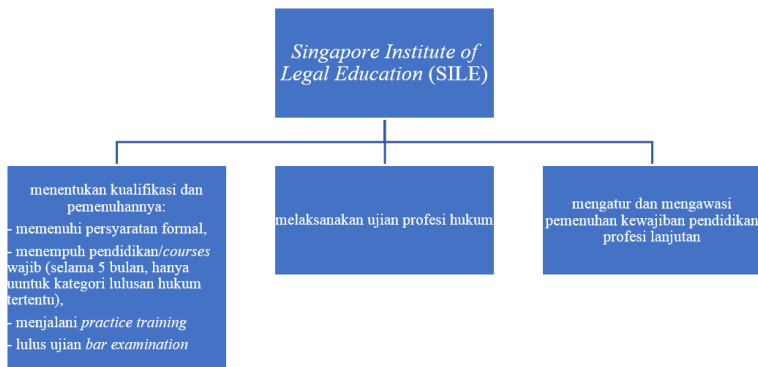 Singapore Institute of
Legal Education (SILE)
menentukan kualifikasi dan
pemenuhannya:
- memenuhi persyaratan formal,
- menempuh pendidikan/courses
wajib (selama 5 bulan, hanya
uuntuk kategori lulusan hukum
tertentu),
- menjalani practice training
- lulus ujian bar examination
melaksanakan ujian profesi hukum
mengatur dan mengawasi
pemenuhan kewajiban pendidikan
profesi lanjutan